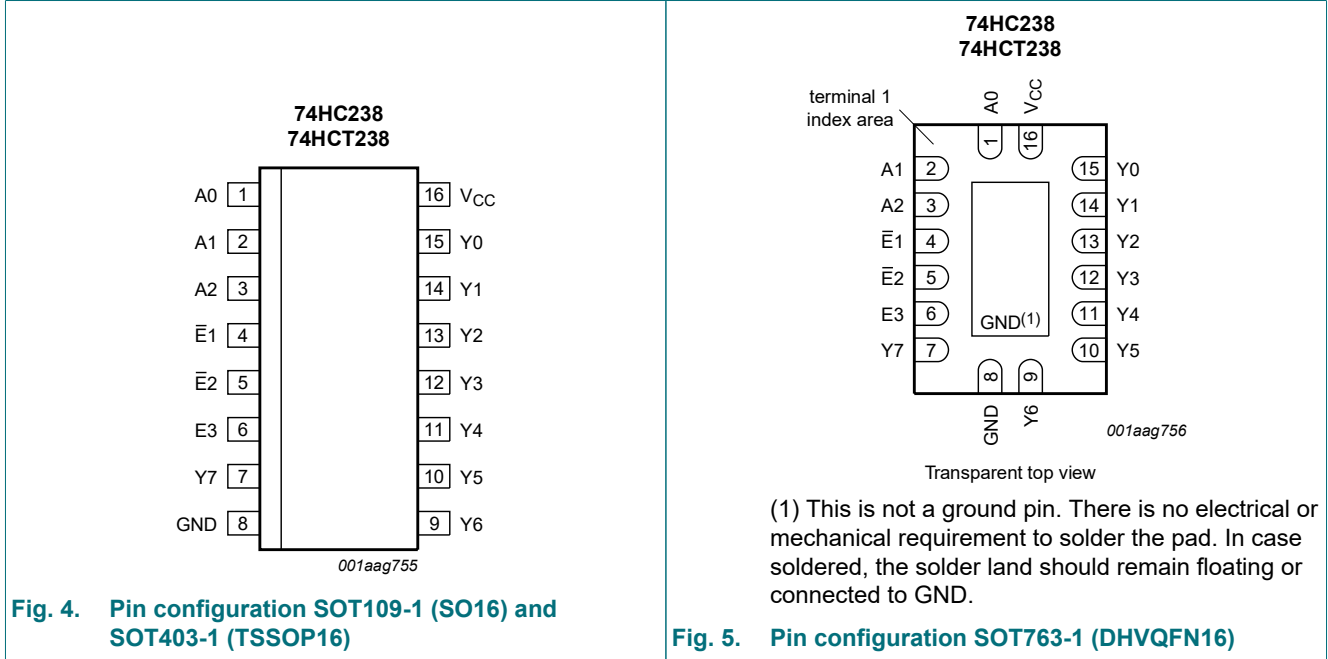 74HC238
74HCT238
A0 1
A1 2
A2 3
E̅1 4
E̅2 5
E3 6
Y7 7
GND 8
16 VCC
15 Y0
14 Y1
13 Y2
12 Y3
11 Y4
10 Y5
9 Y6
001aag755
Fig. 4. Pin configuration SOT109-1 (SO16) and
SOT403-1 (TSSOP16)
74HC238
74HCT238
terminal 1
index area
A0
VCC
1
16
A1 2
A2 3
E̅1 4
E̅2 5
E3 6
Y7 7
15 Y0
14 Y1
13 Y2
12 Y3
11 Y4
10 Y5
GND(1)
8
9
GND
Y6
001aag756
Transparent top view
(1) This is not a ground pin. There is no electrical or
mechanical requirement to solder the pad. In case
soldered, the solder land should remain floating or
connected to GND.
Fig. 5. Pin configuration SOT763-1 (DHVQFN16)